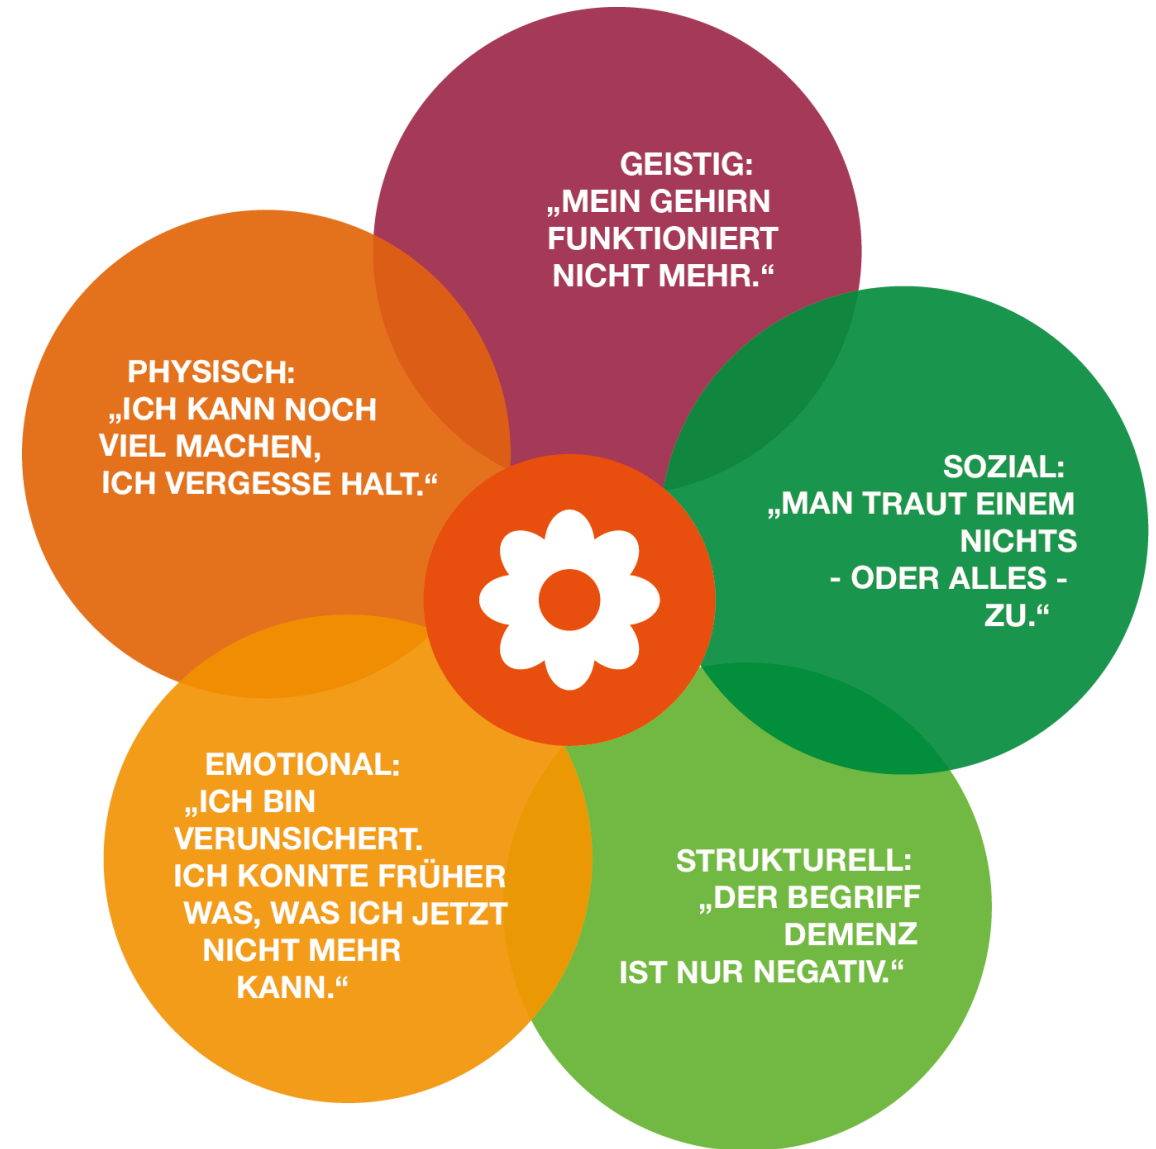 GEISTIG:
„MEIN GEHIRN
FUNKTIONIERT
NICHT MEHR.“
PHYSISCH:
„ICH KANN NOCH
VIEL MACHEN,
ICH VERGESSE HALT.“
SOZIAL:
„MAN TRAUT EINEM
NICHTS
- ODER ALLES -
ZU.“
EMOTIONAL:
„ICH BIN
VERUNSICHERT.
ICH KONNTE FRÜHER
WAS, WAS ICH JETZT
NICHT MEHR
KANN.“
STRUKTURELL:
„DER BEGRIFF
DEMENZ
IST NUR NEGATIV.“